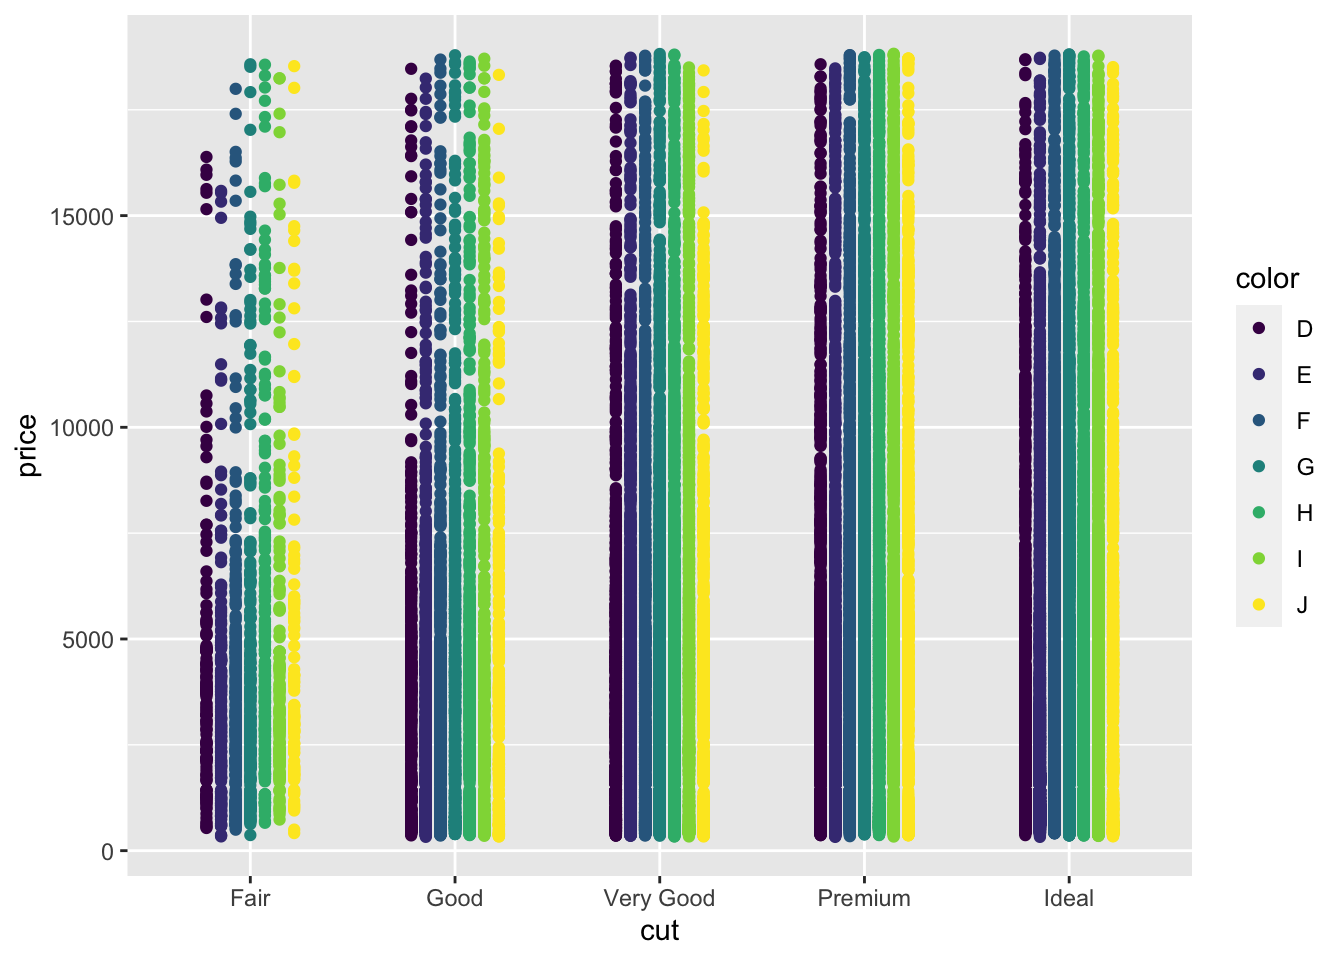 15000
10000
5000
0
price
Fair
Good
Very Good
Premium
Ideal
cut
color
D
E
F
G
H
I
J